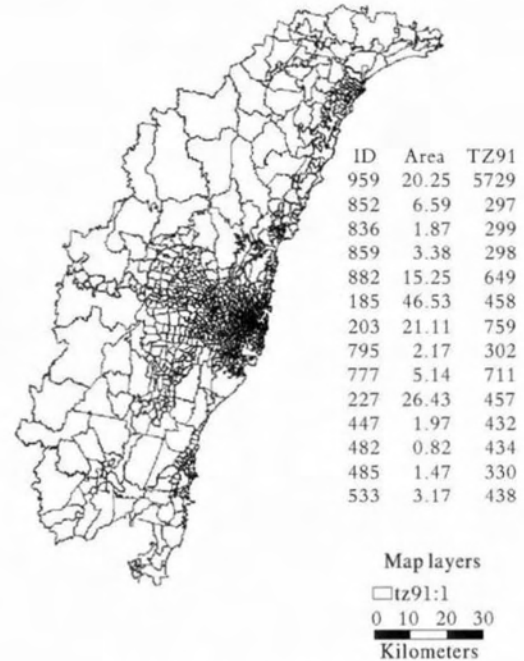 ID Area TZ91
959 20.25 5729
852 6.59 297
836 1.87 299
859 3.38 298
882 15.25 649
185 46.53 458
203 21.11 759
795 2.17 302
777 5.14 711
227 26.43 457
447 1.97 432
482 0.82 434
485 1.47 330
533 3.17 438
Map layers
tz91:1
0 10 20 30
Kilometers